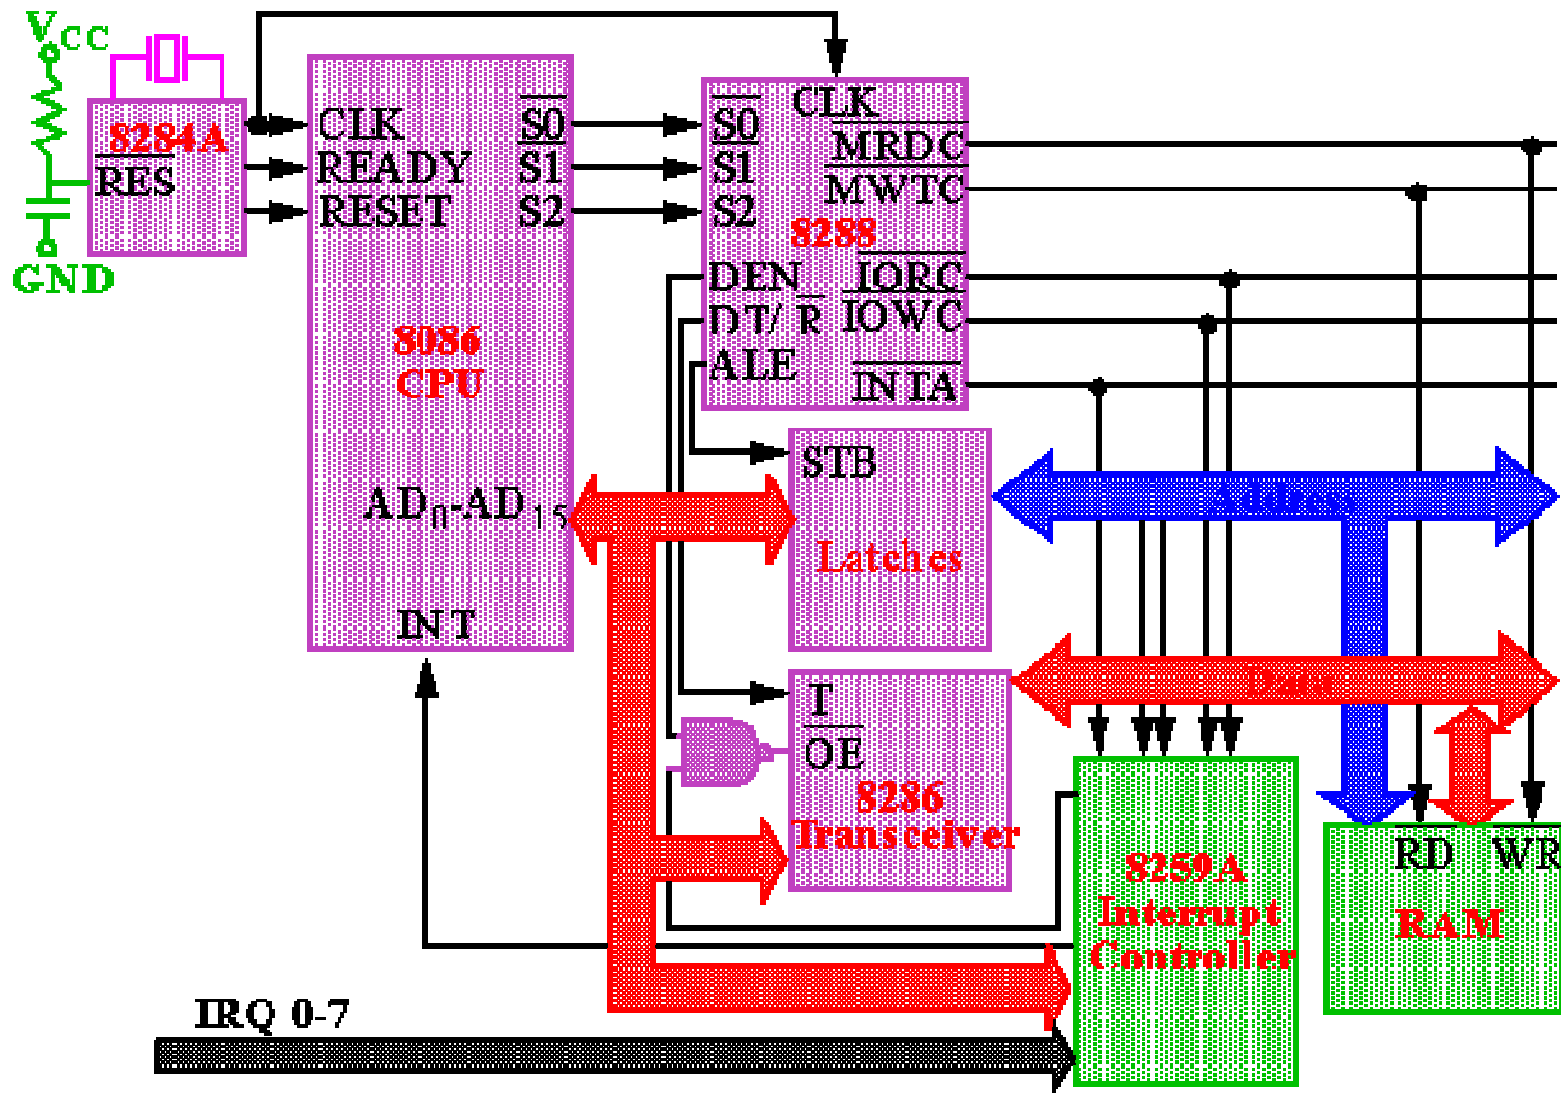 VCC
8284A
RES
GND
CLK
READY
RESET
S0
S1
S2
8086
CPU
AD0-AD15
INT
CLK
S0
S1
S2
MRDC
MWTC
8288
DEN
DT/ R
ALE
IORC
IOWC
INTA
STB
Latches
Address
Data
T
OE
8286
Transceiver
8259A
Interrupt
Controller
RD
WR
RAM
IRQ 0-7